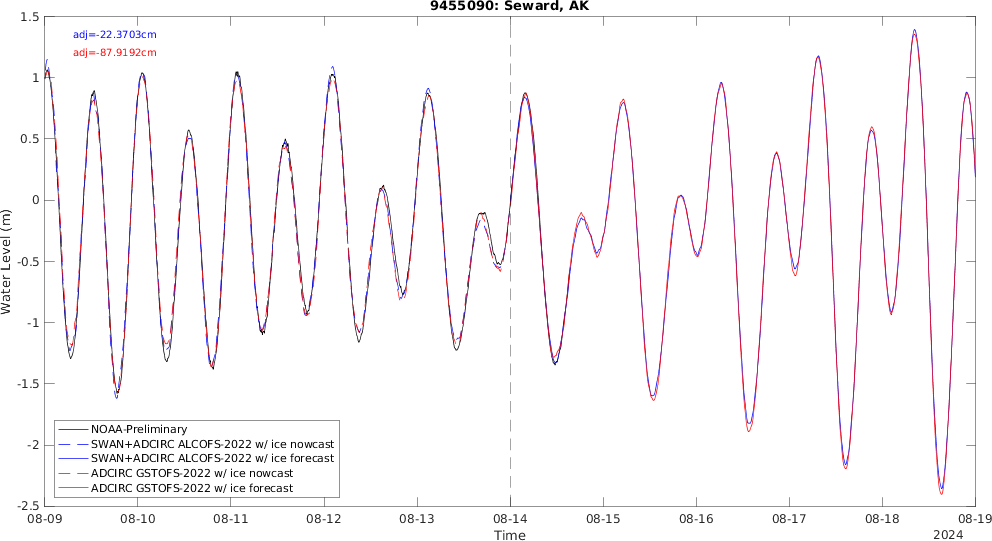 9455090: Seward, AK
adj=-22.3703cm
adj=-87.9192cm
1.5
1
0.5
0
-0.5
-1
-1.5
-2
-2.5
Water Level (m)
NOAA-Preliminary
SWAN+ADCIRC ALCOFS-2022 w/ ice nowcast
SWAN+ADCIRC ALCOFS-2022 w/ ice forecast
ADCIRC GSTOFS-2022 w/ ice nowcast
ADCIRC GSTOFS-2022 w/ ice forecast
08-09 08-10 08-11 08-12 08-13 08-14 08-15 08-16 08-17 08-18 08-19
Time
2024